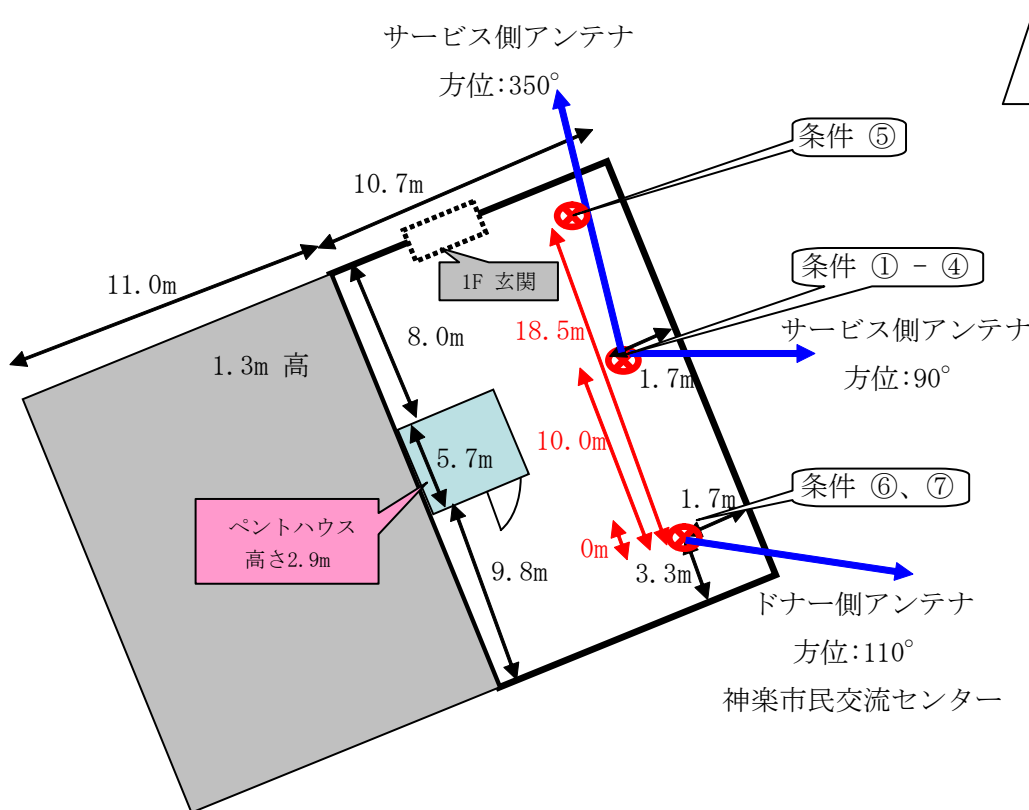 サービス側アンテナ
方位:350°
条件 ⑤
10.7m
1F 玄関
条件 ① - ④
11.0m
18.5m
サービス側アンテナ
方位:90°
8.0m
1.3m 高
1.7m
10.0m
5.7m
条件 ⑥、⑦
1.7m
ペントハウス
高さ2.9m
0m
9.8m
3.3m
ドナー側アンテナ
方位:110°
神楽市民交流センター